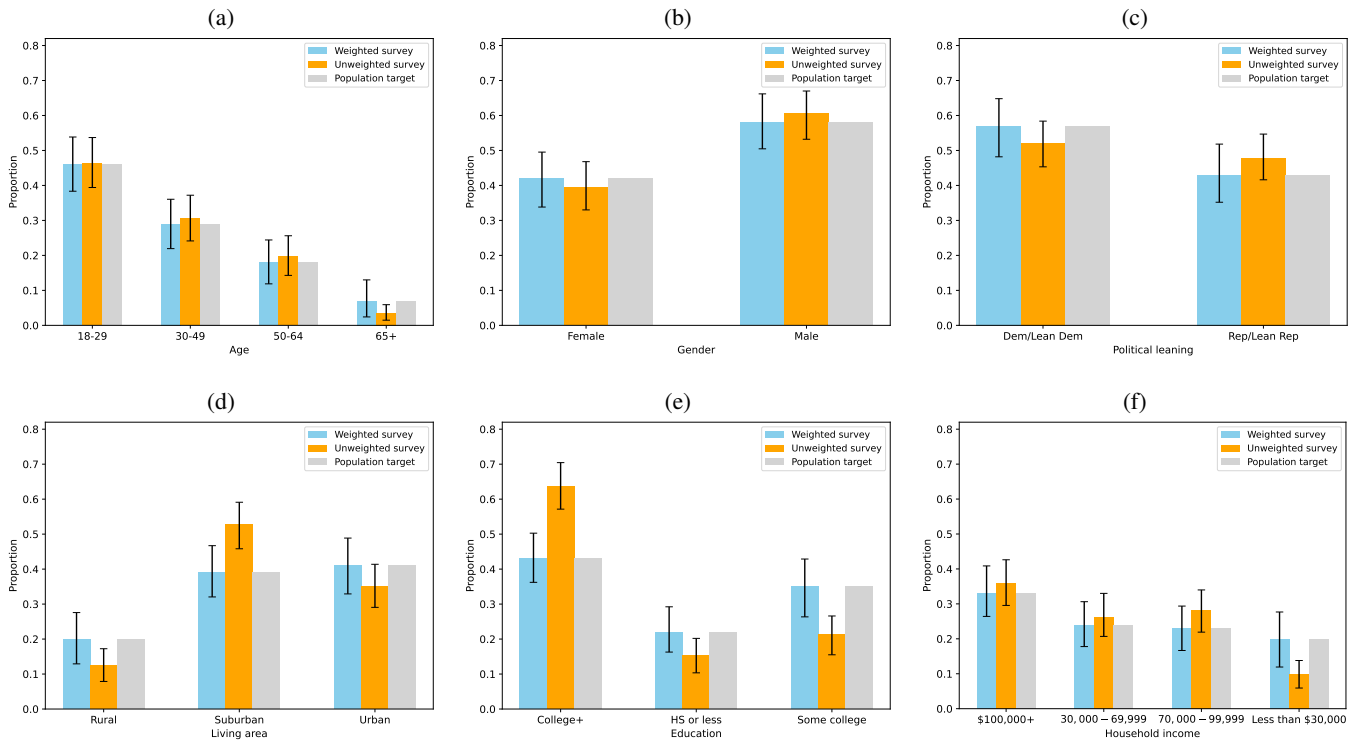 (a)
0.8
0.7
0.6
0.5
0.4
0.3
0.2
0.1
0.0
Proportion
Weighted survey
Unweighted survey
Population target
18-29 30-49 50-64 65+
Age
(b)
0.8
0.7
0.6
0.5
0.4
0.3
0.2
0.1
0.0
Proportion
Weighted survey
Unweighted survey
Population target
Female Male
Gender
(c)
0.8
0.7
0.6
0.5
0.4
0.3
0.2
0.1
0.0
Proportion
Weighted survey
Unweighted survey
Population target
Dem/Lean Dem Rep/Lean Rep
Political leaning
(d)
0.8
0.7
0.6
0.5
0.4
0.3
0.2
0.1
0.0
Proportion
Weighted survey
Unweighted survey
Population target
Rural Suburban Urban
Living area
(e)
0.8
0.7
0.6
0.5
0.4
0.3
0.2
0.1
0.0
Proportion
Weighted survey
Unweighted survey
Population target
College+ HS or less Some college
Education
(f)
0.8
0.7
0.6
0.5
0.4
0.3
0.2
0.1
0.0
Proportion
Weighted survey
Unweighted survey
Population target
$100,000+ 30,000 − 69,999 70,000 − 99,999 Less than $30,000
Household income